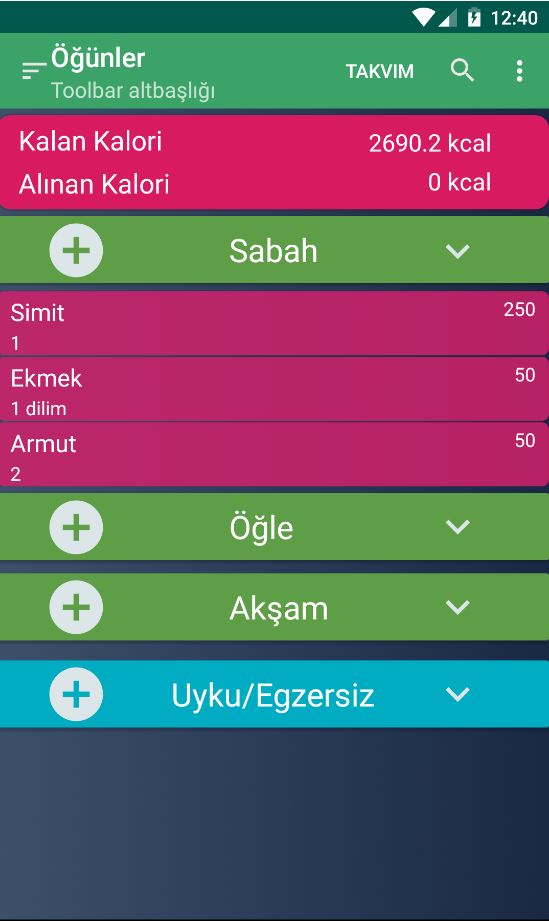 12:40
Öğünler
Toolbar altbaşlığı
TAKVIM
Kalan Kalori 2690.2 kcal
Alınan Kalori 0 kcal
Sabah
Simit 250
1
Ekmek 50
1 dilim
Armut 50
2
Öğle
Akşam
Uyku/Egzersiz